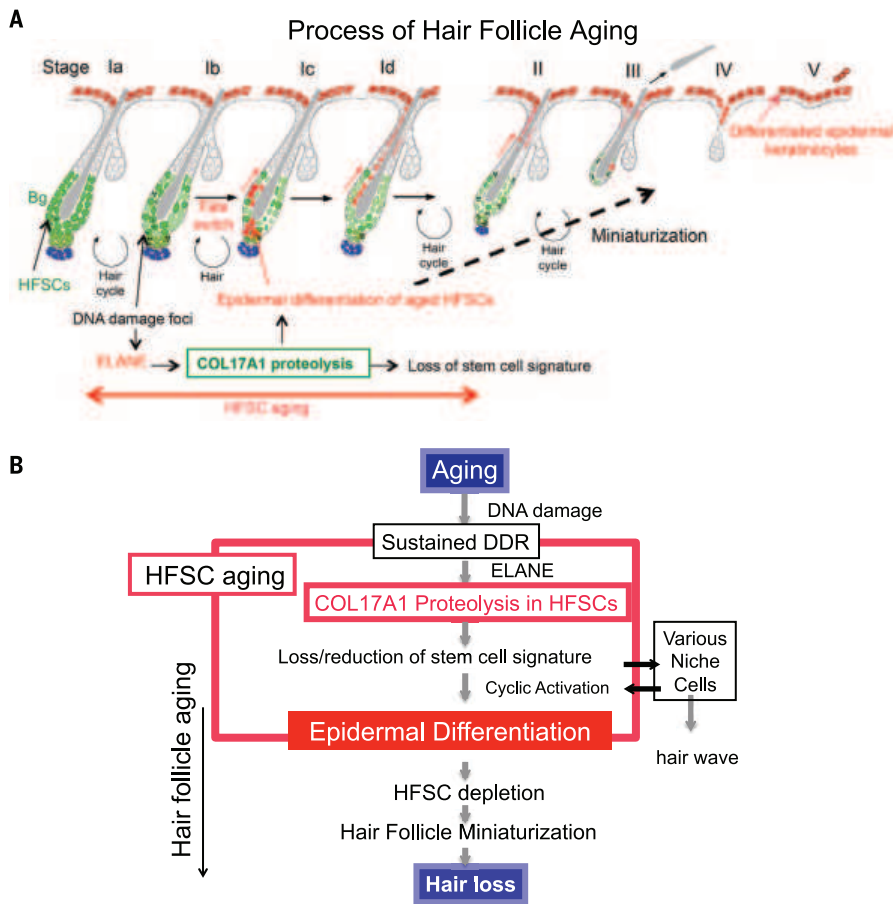 A
Process of Hair Follicle Aging
Stage Ia Ib Ic Id II III IV V
Differentiated epidermal
keratinocytes
Bg
Fate
switch
Miniaturization
HFSCs
Hair
cycle
Hair
Hair
cycle
Hair
cycle
Epidermal differentiation of aged HFSCs
DNA damage foci
ELANE
COL17A1 proteolysis
Loss of stem cell signature
HFSC aging
B
Aging
DNA damage
Sustained DDR
HFSC aging
ELANE
COL17A1 Proteolysis in HFSCs
Various
Niche
Cells
Loss/reduction of stem cell signature
Cyclic Activation
Epidermal Differentiation
hair wave
Hair follicle aging
HFSC depletion
Hair Follicle Miniaturization
Hair loss